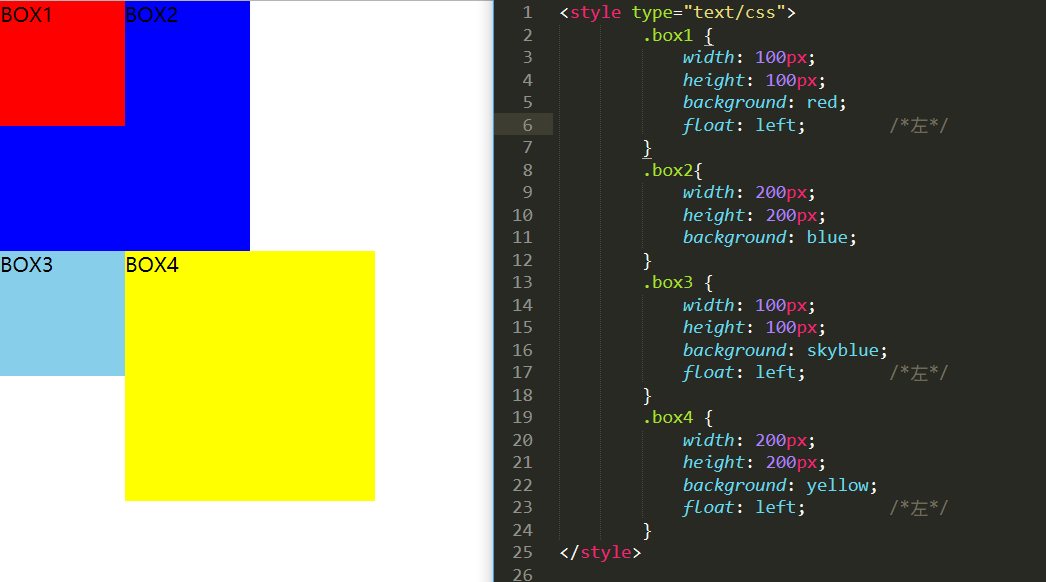 BOX1 BOX2
BOX3 BOX4
1 <style type="text/css">
2 .box1 {
3 width: 100px;
4 height: 100px;
5 background: red;
6 float: left; /*左*/
7 }
8 .box2{
9 width: 200px;
10 height: 200px;
11 background: blue;
12 }
13 .box3 {
14 width: 100px;
15 height: 100px;
16 background: skyblue;
17 float: left; /*左*/
18 }
19 .box4 {
20 width: 200px;
21 height: 200px;
22 background: yellow;
23 float: left; /*左*/
24 }
25 </style>
26